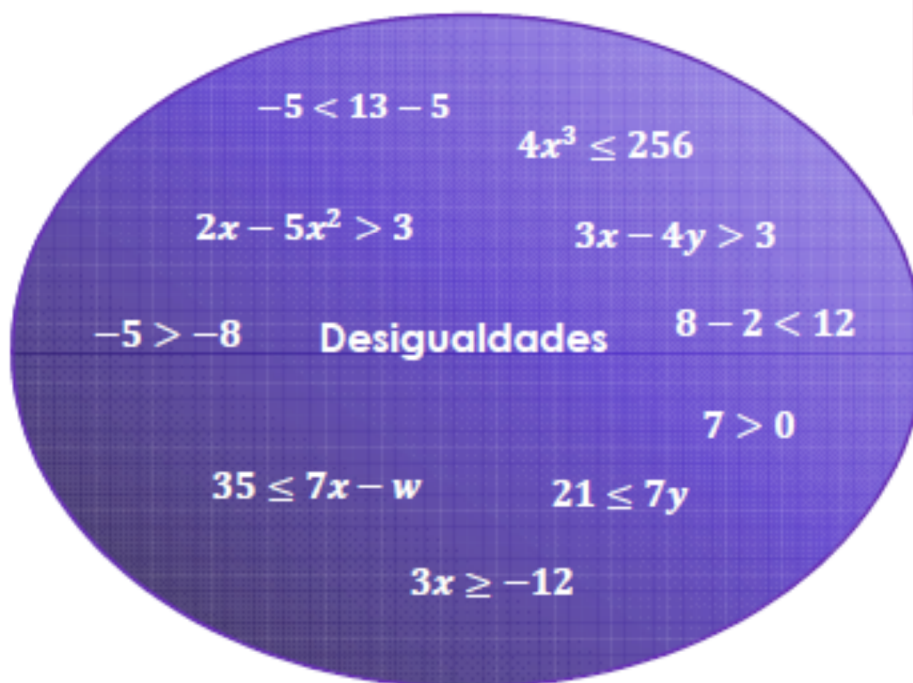 −5 < 13 − 5
4x³ ≤ 256
2x − 5x² > 3
3x − 4y > 3
−5 > −8
Desigualdades
8 − 2 < 12
7 > 0
35 ≤ 7x − w
21 ≤ 7y
3x ≥ −12